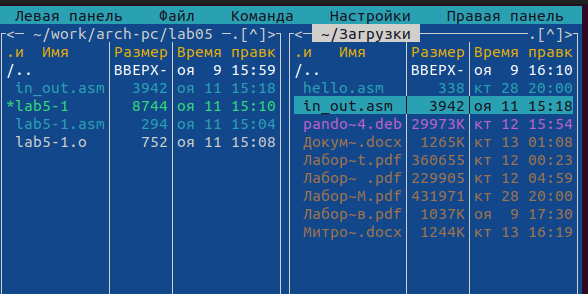 Левая панель Файл Команда Настройки Правая панель
<─ ~/work/arch-pc/lab05 ─.[^]>
.и Имя Размер Время правк
/.. ВВЕРХ- оя 9 15:59
in_out.asm 3942 оя 11 15:18
*lab5-1 8744 оя 11 15:10
lab5-1.asm 294 оя 11 15:04
lab5-1.o 752 оя 11 15:08
<─ ~/Загрузки .[^]>
.и Имя Размер Время правк
/.. ВВЕРХ- оя 9 16:10
hello.asm 338 кт 28 20:00
in_out.asm 3942 оя 11 15:18
pando~4.deb 29973K кт 12 15:54
Докум~.docx 1265K кт 13 01:08
Лабор~t.pdf 360655 кт 12 00:23
Лабор~ .pdf 229905 кт 12 04:59
Лабор~М.pdf 431971 кт 28 20:00
Лабор~в.pdf 1037K оя 9 17:30
Митро~.docx 1244K кт 13 16:19